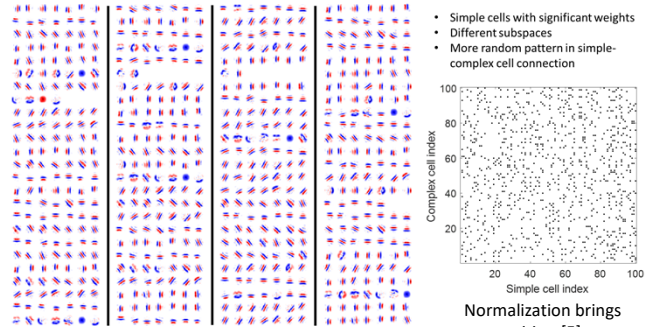 • Simple cells with significant weights
• Different subspaces
• More random pattern in simple-
complex cell connection
100
80
60
40
20
Complex cell index
20 40 60 80 100
Simple cell index
Normalization brings